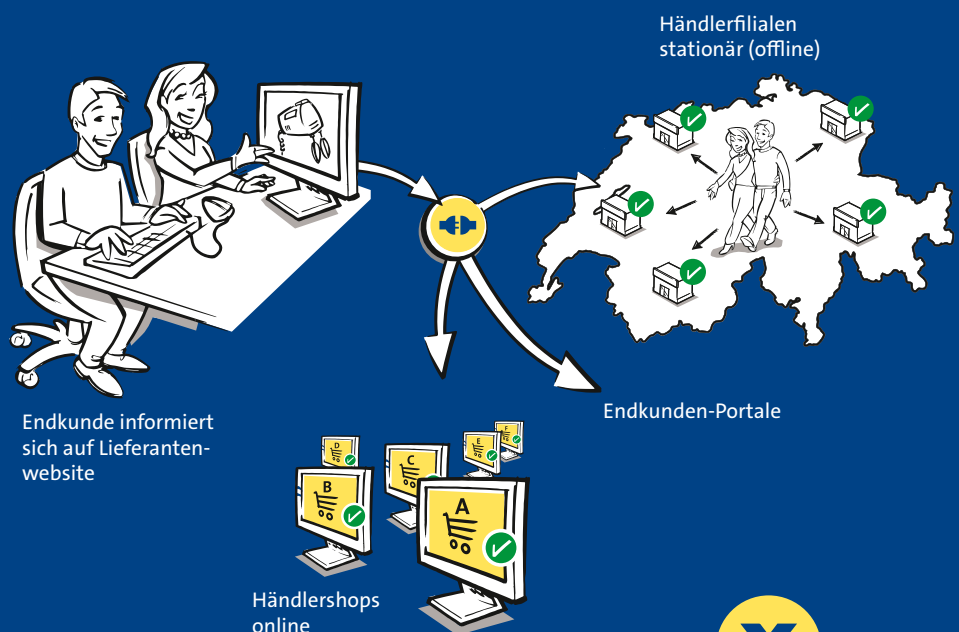 Händlerfilialen
stationär (offline)
Endkunde informiert
sich auf Lieferanten-
website
Endkunden-Portale
D
E
F
B
C
A
Händlershops
online